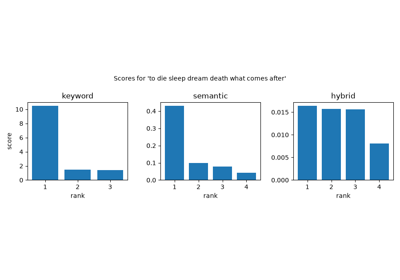 Scores for 'to die sleep dream death what comes after'
keyword
semantic
hybrid
score
10
8
6
4
2
0
1 2 3
rank
0.4
0.3
0.2
0.1
0.0
1 2 3 4
rank
0.015
0.010
0.005
0.000
1 2 3 4
rank